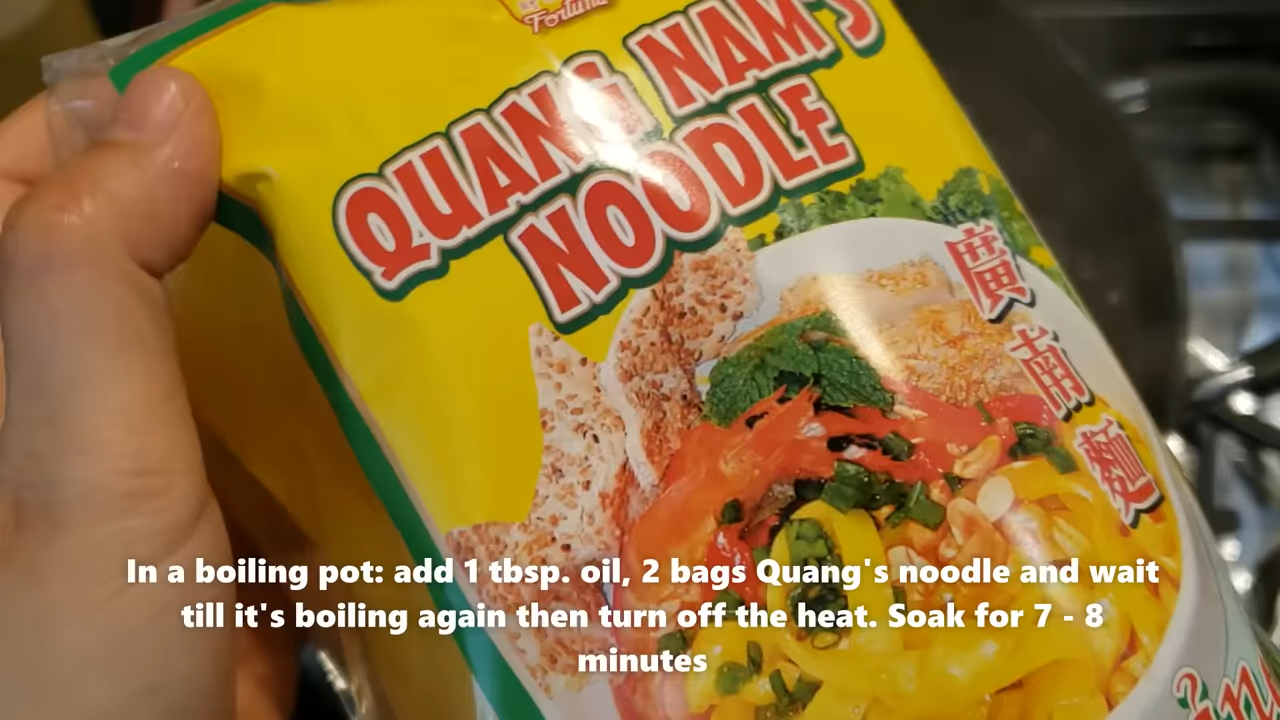 Fortuna
QUANG NAM'S
NOODLE
廣南麵
In a boiling pot: add 1 tbsp. oil, 2 bags Quang's noodle and wait
till it's boiling again then turn off the heat. Soak for 7 - 8
minutes